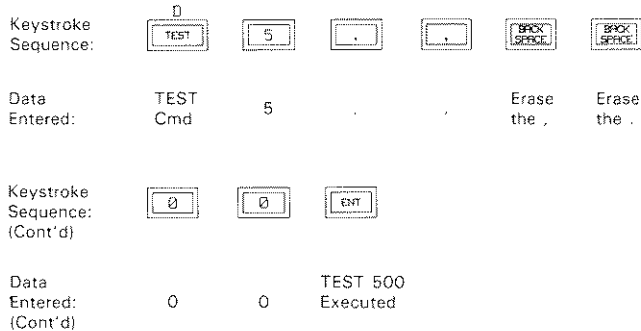 D
Keystroke Sequence: TEST 5 . , BACK SPACE BACK SPACE
Data Entered: TEST Cmd 5 . , Erase the , Erase the .
Keystroke Sequence: (Cont'd) 0 0 ENT
Data Entered: (Cont'd) 0 0 TEST 500 Executed